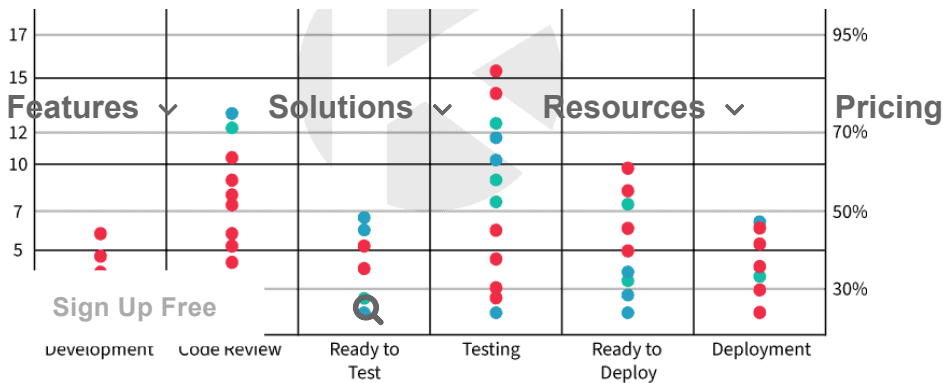 17
95%
15
Features
Solutions
Resources
Pricing
12
70%
10
7
50%
5
30%
Sign Up Free
Development
Code Review
Ready to
Test
Testing
Ready to
Deploy
Deployment